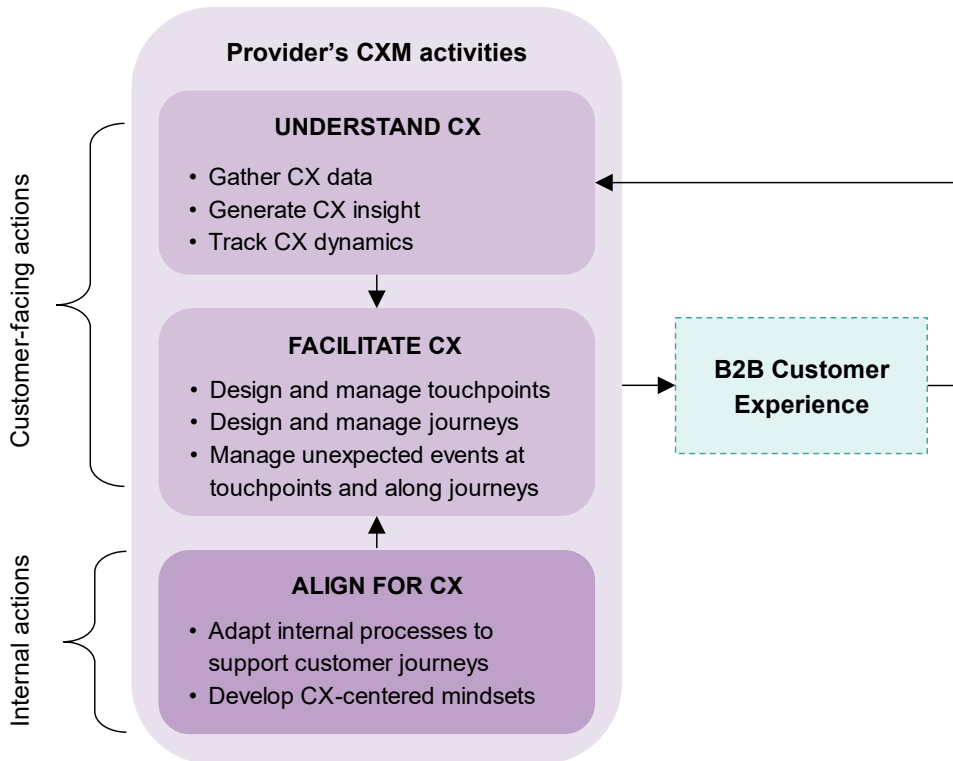 Provider’s CXM activities
Customer-facing actions
UNDERSTAND CX
• Gather CX data
• Generate CX insight
• Track CX dynamics
FACILITATE CX
• Design and manage touchpoints
• Design and manage journeys
• Manage unexpected events at
touchpoints and along journeys
B2B Customer
Experience
Internal actions
ALIGN FOR CX
• Adapt internal processes to
support customer journeys
• Develop CX-centered mindsets